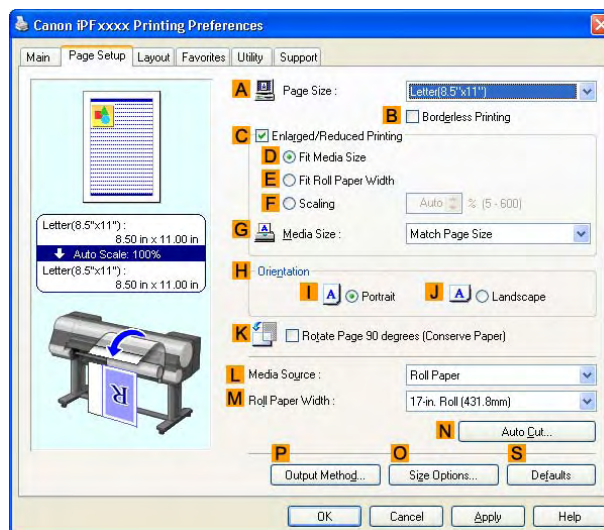 Canon iPFxxxx Printing Preferences
Main Page Setup Layout Favorites Utility Support
A Page Size : Letter(8.5"x11")
B Borderless Printing
C Enlarged/Reduced Printing
D Fit Media Size
E Fit Roll Paper Width
F Scaling Auto % (5 - 600)
G Media Size : Match Page Size
Letter(8.5"x11") :
8.50 in x 11.00 in
Auto Scale: 100%
Letter(8.5"x11") :
8.50 in x 11.00 in
H Orientation
I A Portrait J A Landscape
K Rotate Page 90 degrees (Conserve Paper)
R
L Media Source : Roll Paper
M Roll Paper Width : 17-in. Roll (431.8mm)
N Auto Cut...
P O S
Output Method... Size Options... Defaults
OK Cancel Apply Help